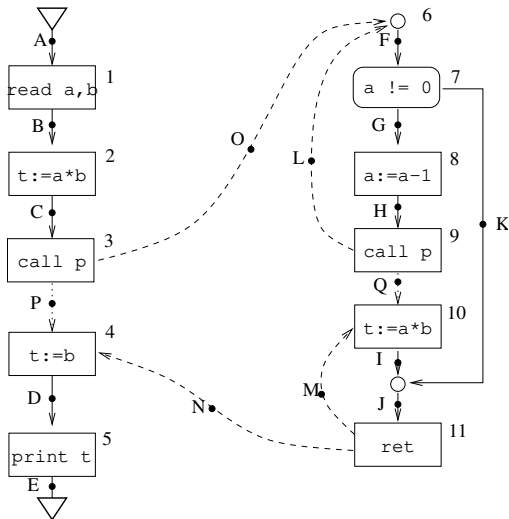 A
1
read a,b
B
2
t:=a*b
C
3
call p
P
4
t:=b
D
5
print t
E
O
L
N
M
6
F
7
a != 0
G
8
a:=a-1
H
K
9
call p
Q
10
t:=a*b
I
J
11
ret